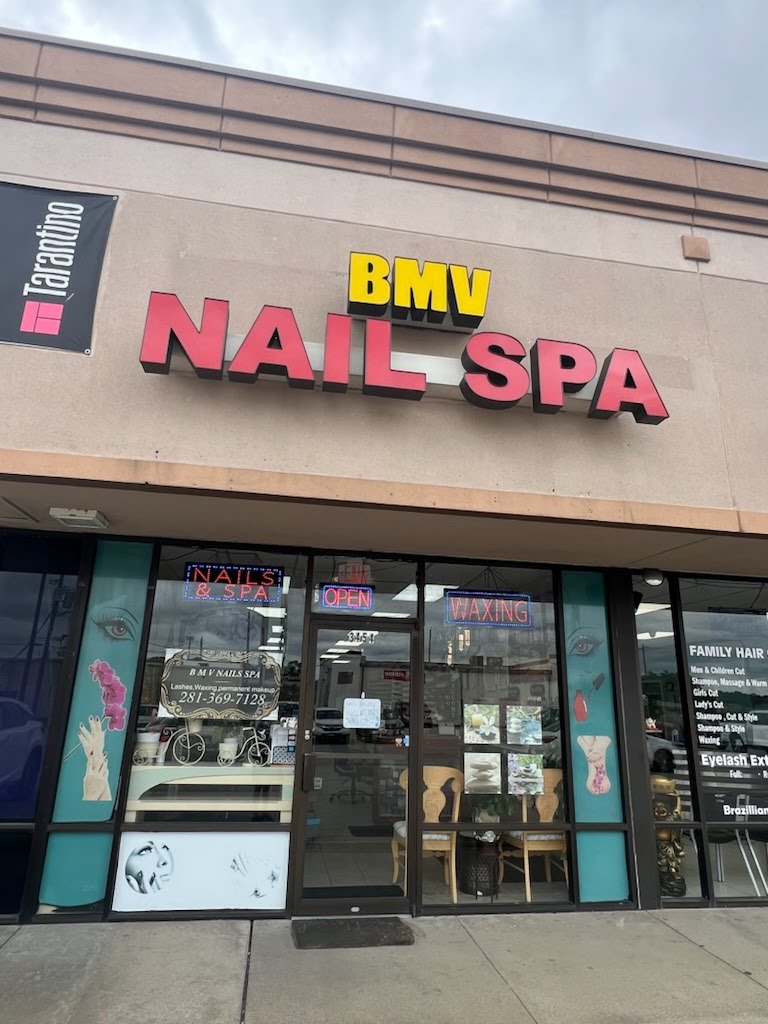 Tarantino
BMV
NAIL SPA
NAILS
& SPA
OPEN
WAXING
3454
B M V NAILS SPA
Lashes,Waxing,permanent makeup
281-369-7128
FAMILY HAIR
Men & Children Cut
Shampoo, Massage & Warm
Girls Cut
Lady's Cut
Shampoo , Cut & Style
Shampoo & Style
Waxing
Eyelash Ext
Full.
Brazillian